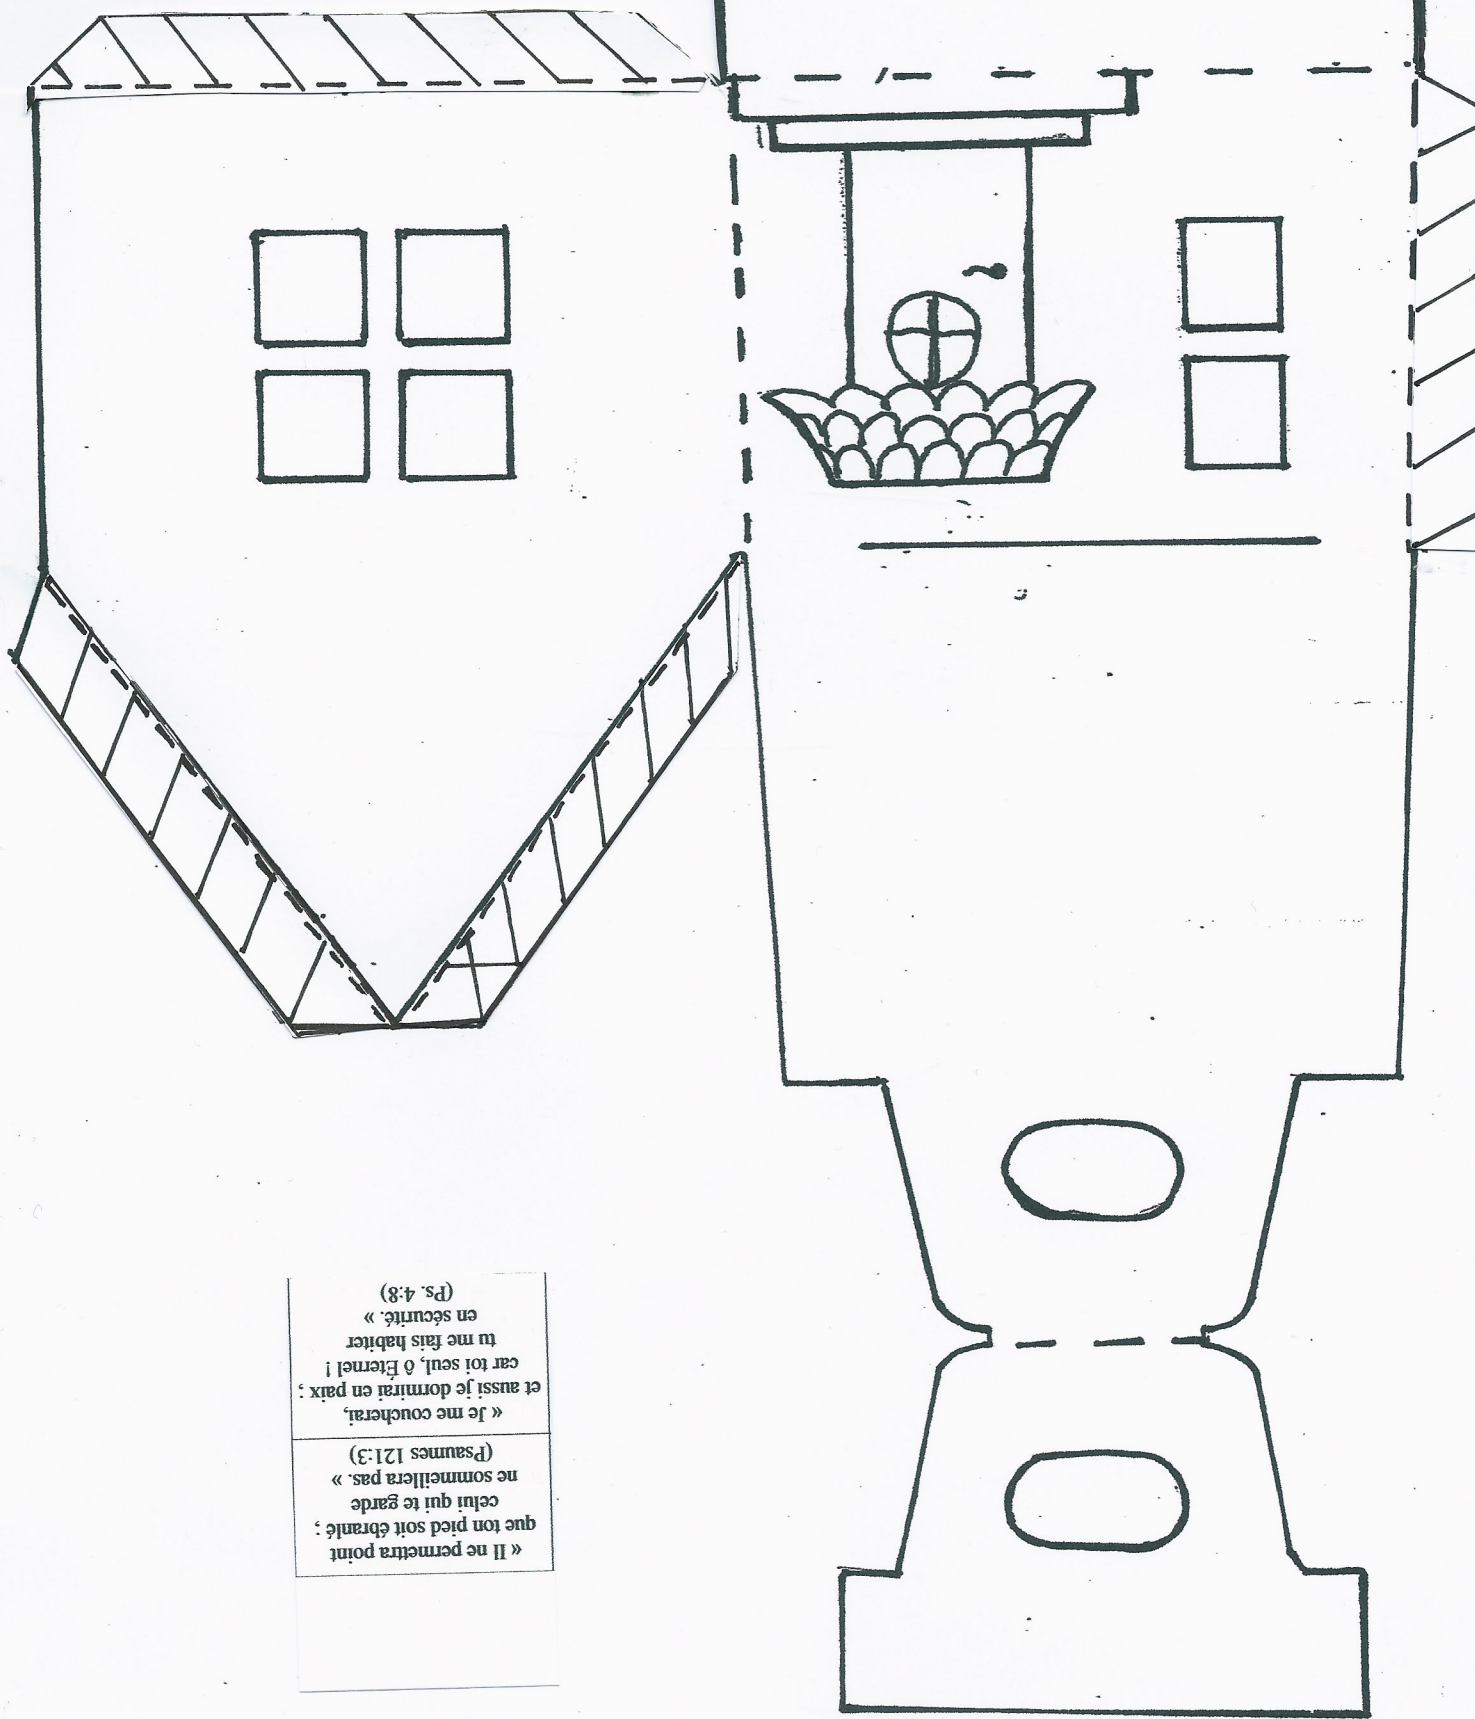 « Il ne permettra point
que ton pied soit ébranlé ;
celui qui te garde
ne sommeillera pas. »
(Psaumes 121:3)
« Je me coucherai,
et aussi je dormirai en paix ;
car toi seul, ô Éternel !
tu me fais habiter
en sécurité. »
(Ps. 4:8)